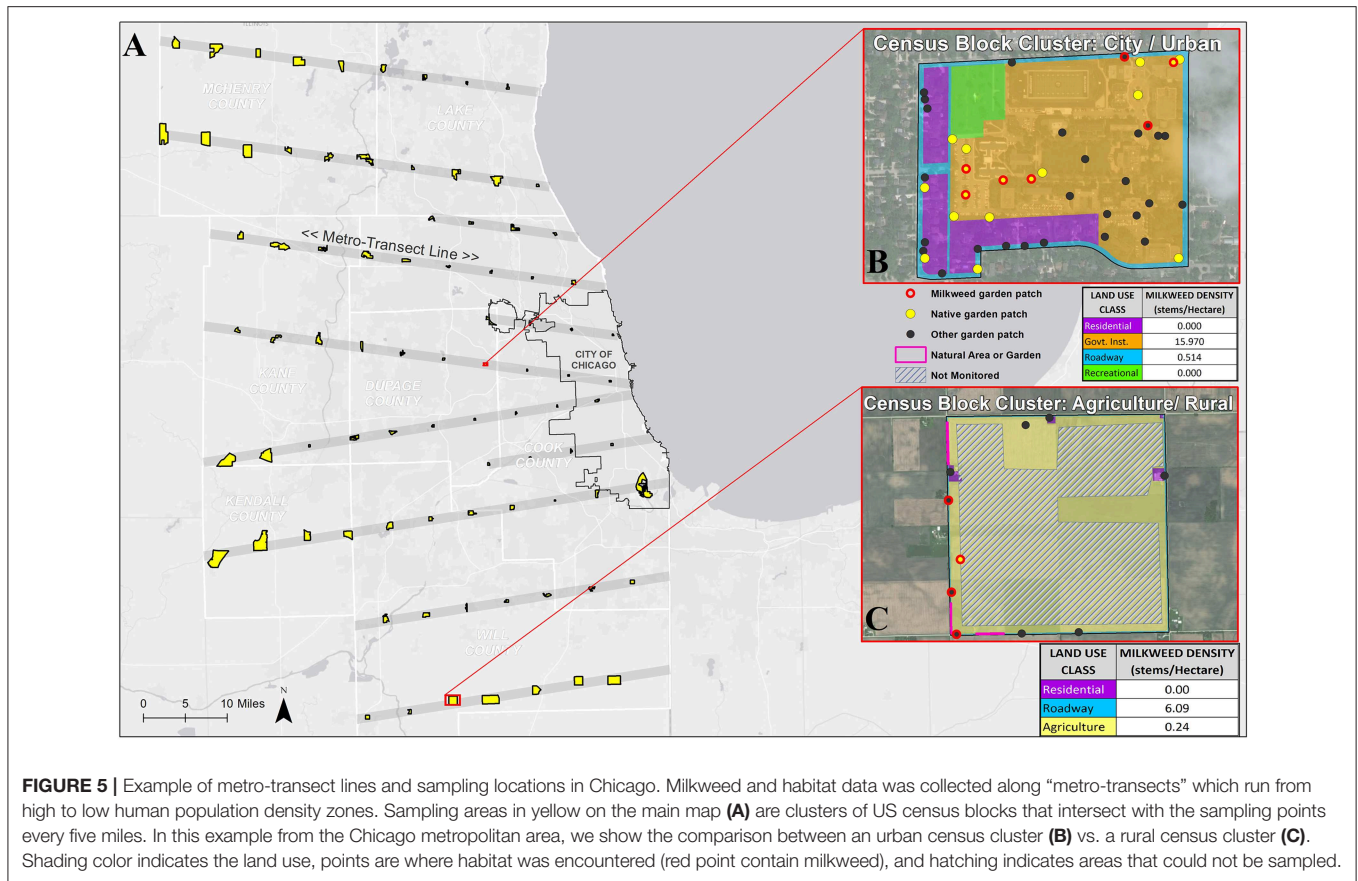 A
MCHENRY
COUNTY
LAKE
COUNTY
<< Metro-Transect Line >>
KANE
COUNTY
DUPAGE
COUNTY
CITY OF
CHICAGO
COOK
COUNTY
KENDALL
COUNTY
WILL
COUNTY
0 5 10 Miles
N
Census Block Cluster: City / Urban
B
Milkweed garden patch
Native garden patch
Other garden patch
Natural Area or Garden
Not Monitored
LAND USE CLASS MILKWEED DENSITY (stems/Hectare)
Residential 0.000
Govt. Inst. 15.970
Roadway 0.514
Recreational 0.000
Census Block Cluster: Agriculture/ Rural
C
LAND USE CLASS MILKWEED DENSITY (stems/Hectare)
Residential 0.00
Roadway 6.09
Agriculture 0.24
FIGURE 5 | Example of metro-transect lines and sampling locations in Chicago. Milkweed and habitat data was collected along “metro-transects” which run from
high to low human population density zones. Sampling areas in yellow on the main map (A) are clusters of US census blocks that intersect with the sampling points
every five miles. In this example from the Chicago metropolitan area, we show the comparison between an urban census cluster (B) vs. a rural census cluster (C).
Shading color indicates the land use, points are where habitat was encountered (red point contain milkweed), and hatching indicates areas that could not be sampled.